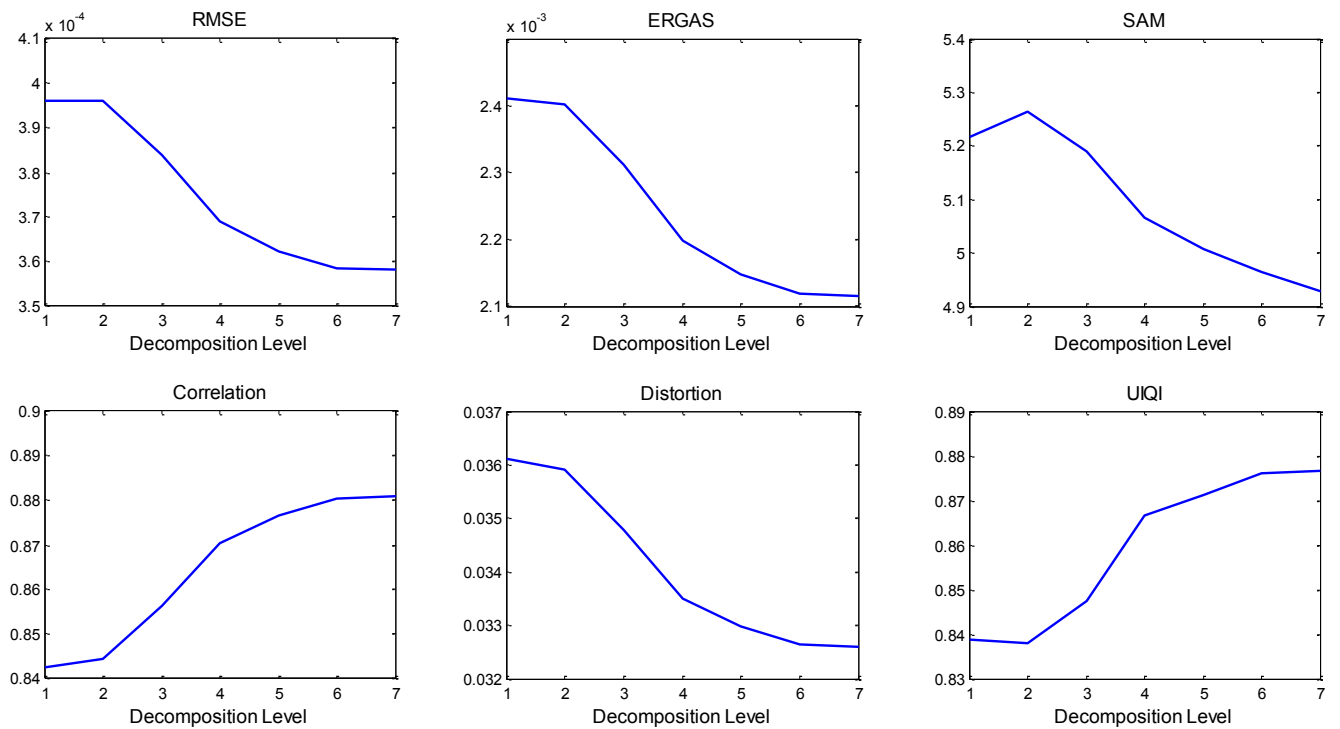 RMSE
x 10^-4
4.1
4
3.9
3.8
3.7
3.6
3.5
1 2 3 4 5 6 7
Decomposition Level
ERGAS
x 10^-3
2.4
2.3
2.2
2.1
1 2 3 4 5 6 7
Decomposition Level
SAM
5.4
5.3
5.2
5.1
5
4.9
1 2 3 4 5 6 7
Decomposition Level
Correlation
0.9
0.89
0.88
0.87
0.86
0.85
0.84
1 2 3 4 5 6 7
Decomposition Level
Distortion
0.037
0.036
0.035
0.034
0.033
0.032
1 2 3 4 5 6 7
Decomposition Level
UIQI
0.89
0.88
0.87
0.86
0.85
0.84
0.83
1 2 3 4 5 6 7
Decomposition Level